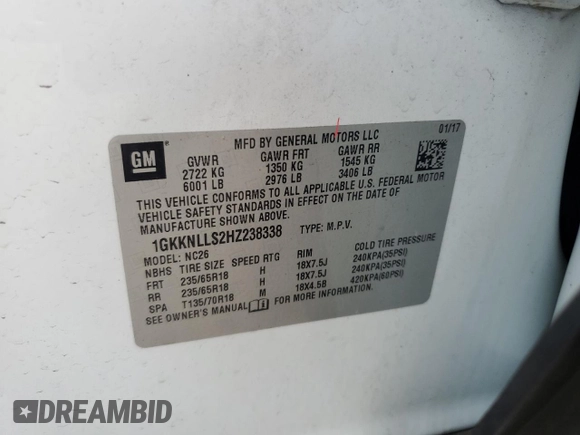 GM
MFD BY GENERAL MOTORS LLC
01/17
GVWR GAWR FRT GAWR RR
2722 KG 1350 KG 1545 KG
6001 LB 2976 LB 3406 LB
THIS VEHICLE CONFORMS TO ALL APPLICABLE U.S. FEDERAL MOTOR
VEHICLE SAFETY STANDARDS IN EFFECT ON THE DATE OF
MANUFACTURE SHOWN ABOVE.
1GKKNLLS2HZ238338 TYPE: M.P.V.
MODEL: NC26
NBHS TIRE SIZE SPEED RTG RIM COLD TIRE PRESSURE
FRT 235/65R18 H 18X7.5J 240KPA(35PSI)
RR 235/65R18 H 18X7.5J 240KPA(35PSI)
SPA T135/70R18 M 18X4.5B 420KPA(60PSI)
SEE OWNER'S MANUAL FOR MORE INFORMATION.
DREAMBID